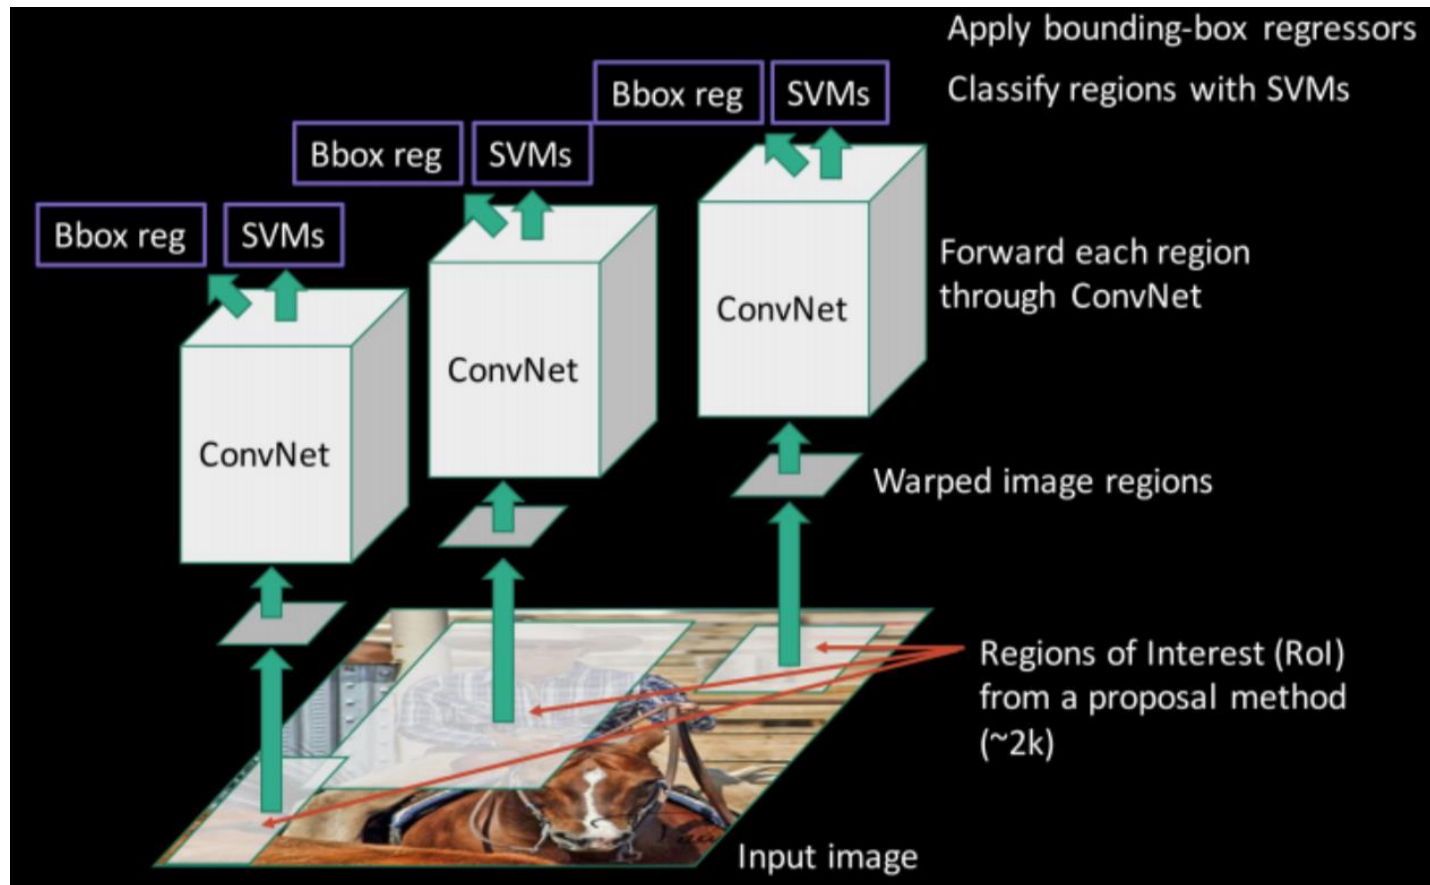 Apply bounding-box regressors
Bbox reg
SVMs
Classify regions with SVMs
Bbox reg
SVMs
Bbox reg
SVMs
Forward each region
through ConvNet
ConvNet
ConvNet
ConvNet
Warped image regions
Regions of Interest (RoI)
from a proposal method
(~2k)
Input image